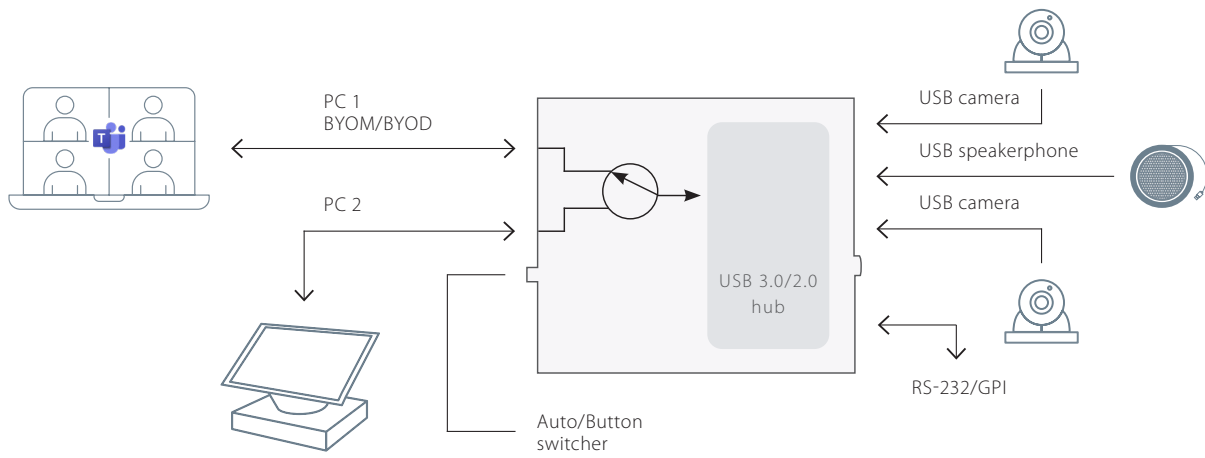 USB camera
PC 1
BYOM/BYOD
USB speakerphone
T
PC 2
USB camera
USB 3.0/2.0
hub
RS-232/GPI
Auto/Button
switcher